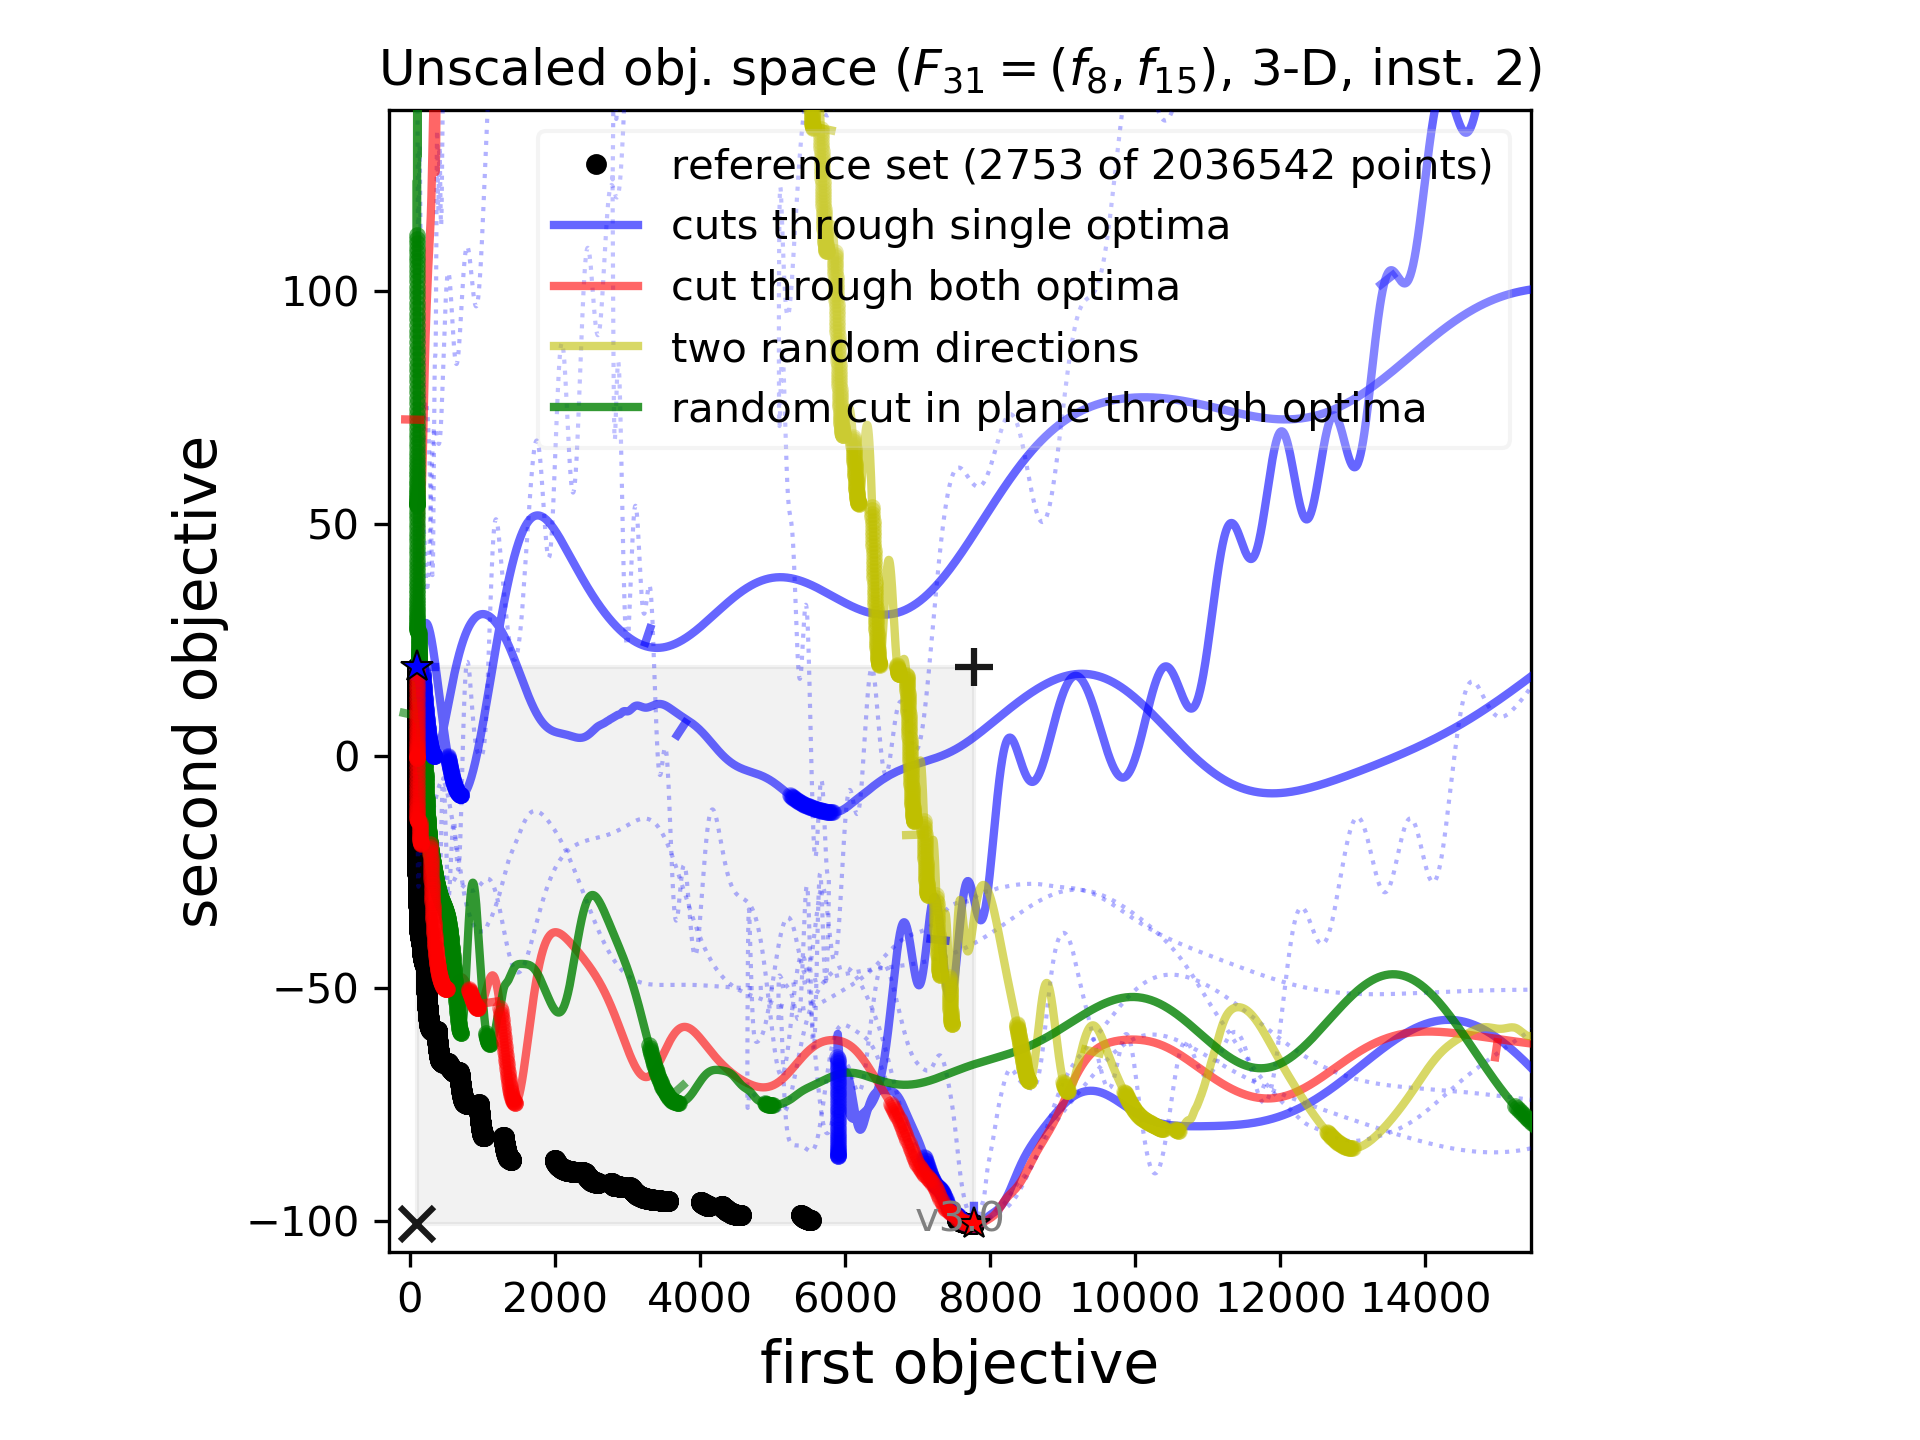 Unscaled obj. space (F31 = (f8, f15), 3-D, inst. 2)
reference set (2753 of 2036542 points)
cuts through single optima
cut through both optima
two random directions
random cut in plane through optima
second objective
100
50
0
−50
−100
v3.0
0 2000 4000 6000 8000 10000 12000 14000
first objective